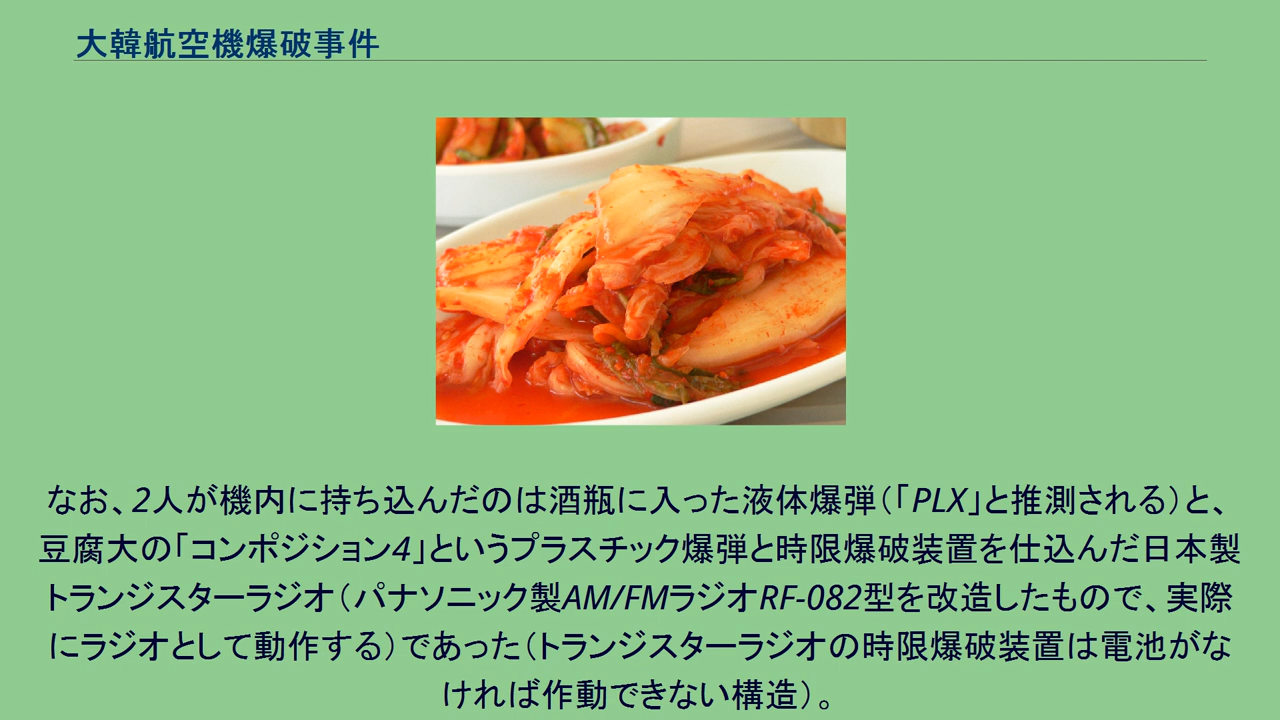 大韓航空機爆破事件
なお、2人が機内に持ち込んだのは酒瓶に入った液体爆弾（「PLX」と推測される）と、
豆腐大の「コンポジション4」というプラスチック爆弾と時限爆破装置を仕込んだ日本製
トランジスターラジオ（パナソニック製AM/FMラジオRF-082型を改造したもので、実際
にラジオとして動作する）であった（トランジスターラジオの時限爆破装置は電池がな
ければ作動できない構造）。